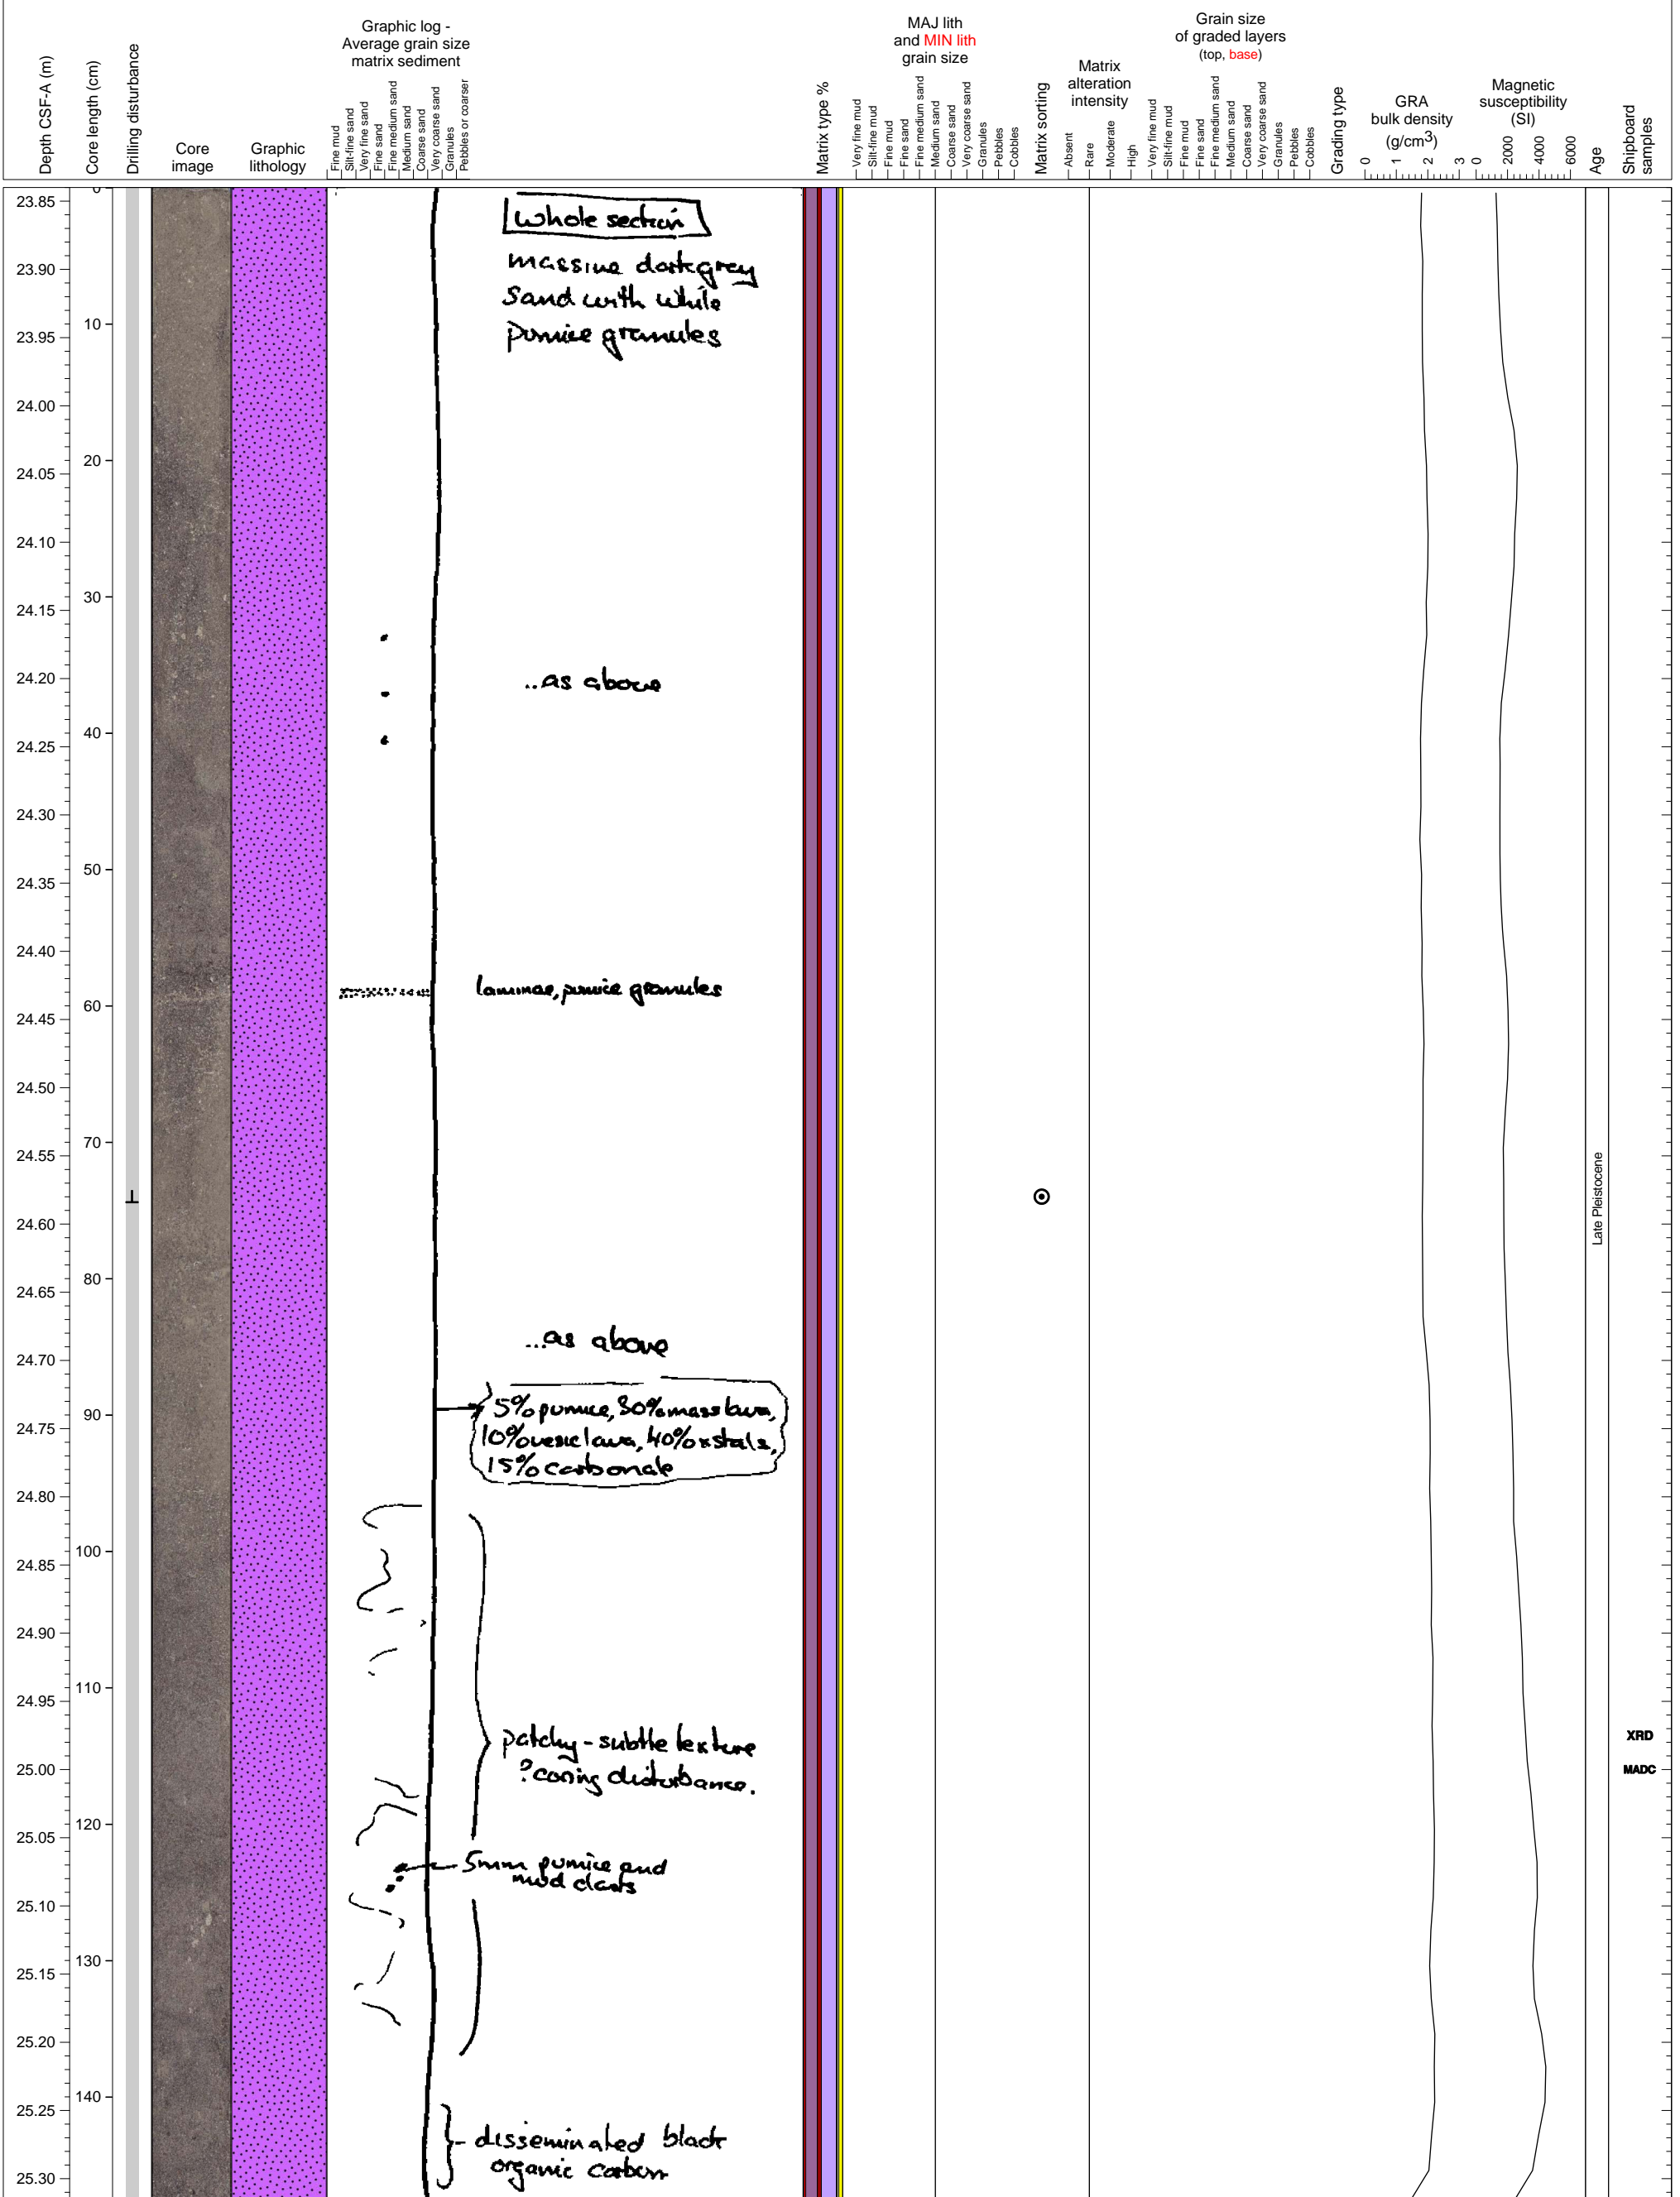 Depth CSF-A (m)
Core length (cm)
Drilling disturbance
Core
image
Graphic
lithology
Graphic log -
Average grain size
matrix sediment
Fine mud
Silt-fine sand
Very fine sand
Fine sand
Fine medium sand
Medium sand
Coarse sand
Very coarse sand
Granules
Pebbles or coarser
Matrix type %
MAJ lith
and MIN lith
grain size
Very fine mud
Silt-fine mud
Fine mud
Fine sand
Fine medium sand
Medium sand
Coarse sand
Very coarse sand
Granules
Pebbles
Cobbles
Matrix sorting
Matrix
alteration
intensity
Absent
Rare
Moderate
High
Grain size
of graded layers
(top, base)
Very fine mud
Silt-fine mud
Fine mud
Fine sand
Fine medium sand
Medium sand
Coarse sand
Very coarse sand
Granules
Pebbles
Cobbles
Grading type
GRA
bulk density
(g/cm3)
0 1 2 3
Magnetic
susceptibility
(SI)
0 2000 4000 6000
Age
Shipboard
samples
0
23.85
whole section
23.90
massive dark grey
sand with while
10
23.95
pumice granules
24.00
20
24.05
24.10
30
24.15
24.20
..as above
40
24.25
24.30
50
24.35
24.40
laminae, pumice granules
60
24.45
24.50
70
24.55
24.60
Late Pleistocene
80
24.65
24.70
...as above
90
5% pumice, 30% mass lava,
24.75
10% vesic lava, 40% xstals,
15% carbonate
24.80
100
24.85
24.90
110
24.95
XRD
patchy - subtle texture
25.00
MADC
? coring disturbance.
120
25.05
5mm pumice and
mud clasts
25.10
130
25.15
25.20
140
25.25
disseminated black
organic carbon
25.30